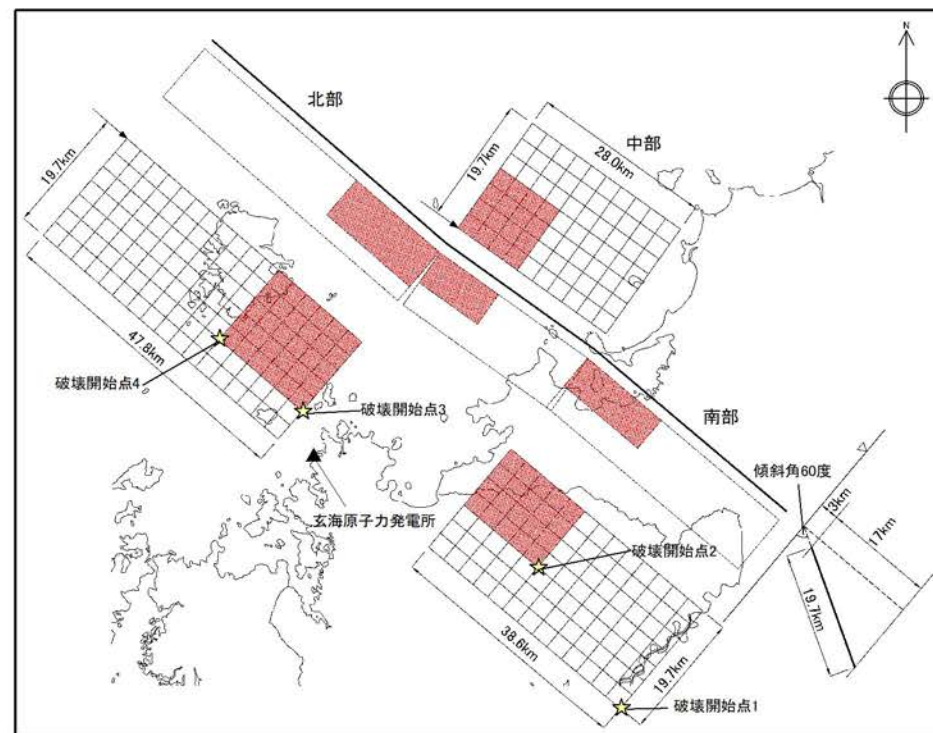 N
北部
中部
19.7km
28.0km
19.7km
47.8km
破壊開始点4
破壊開始点3
玄海原子力発電所
南部
傾斜角60度
3km
17km
19.7km
破壊開始点2
38.6km
19.7km
破壊開始点1